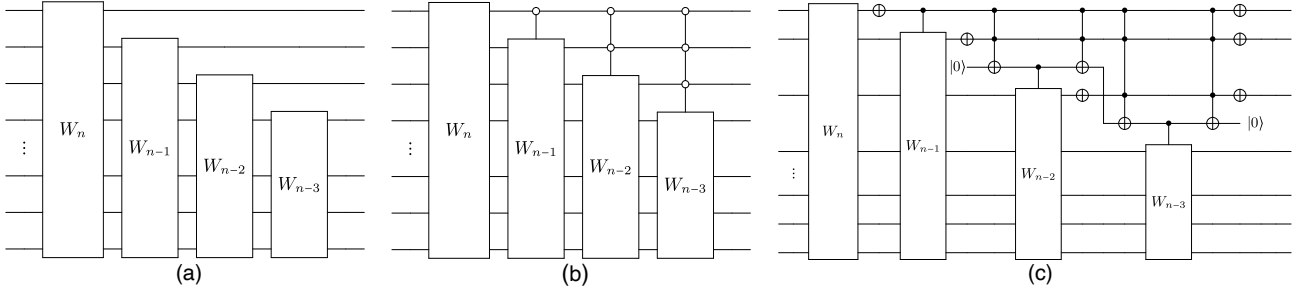 W_n
W_{n-1}
W_{n-2}
W_{n-3}
⋮
(a)
W_n
W_{n-1}
W_{n-2}
W_{n-3}
⋮
(b)
W_n
W_{n-1}
|0⟩
W_{n-2}
|0⟩
W_{n-3}
⋮
(c)